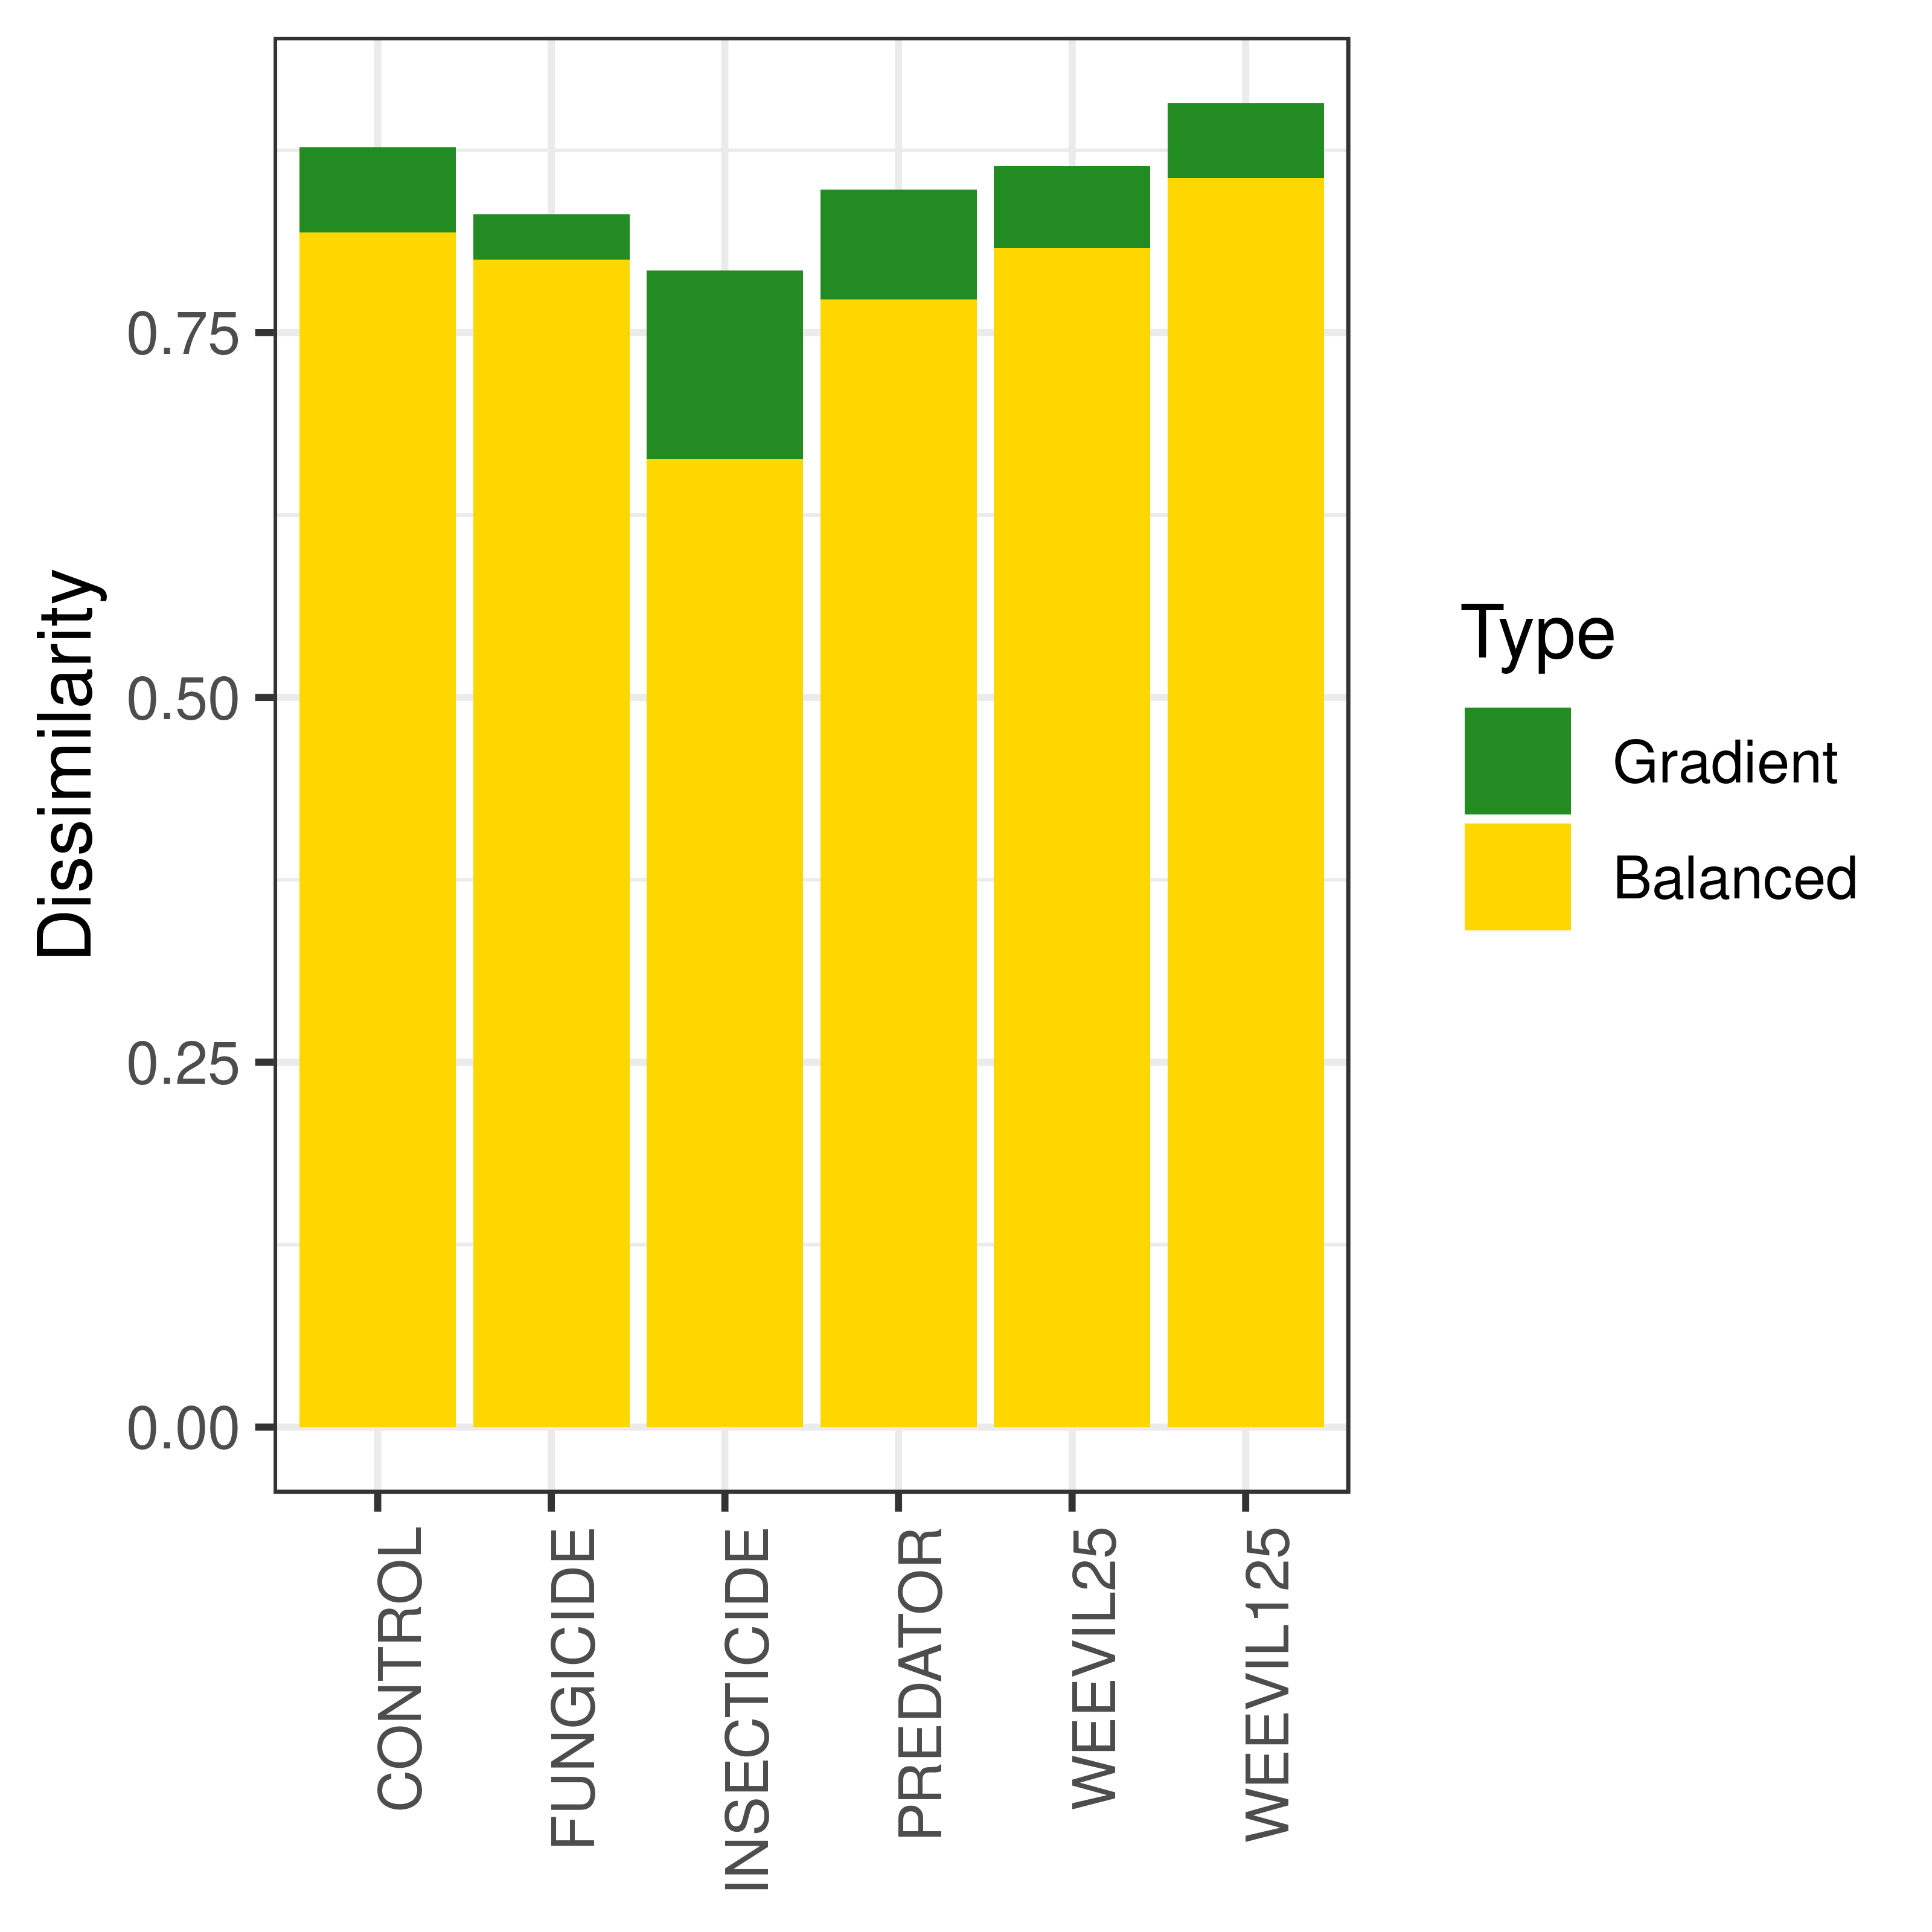 Dissimilarity
0.75
0.50
0.25
0.00
CONTROL
FUNGICIDE
INSECTICIDE
PREDATOR
WEEVIL25
WEEVIL125
Type
Gradient
Balanced